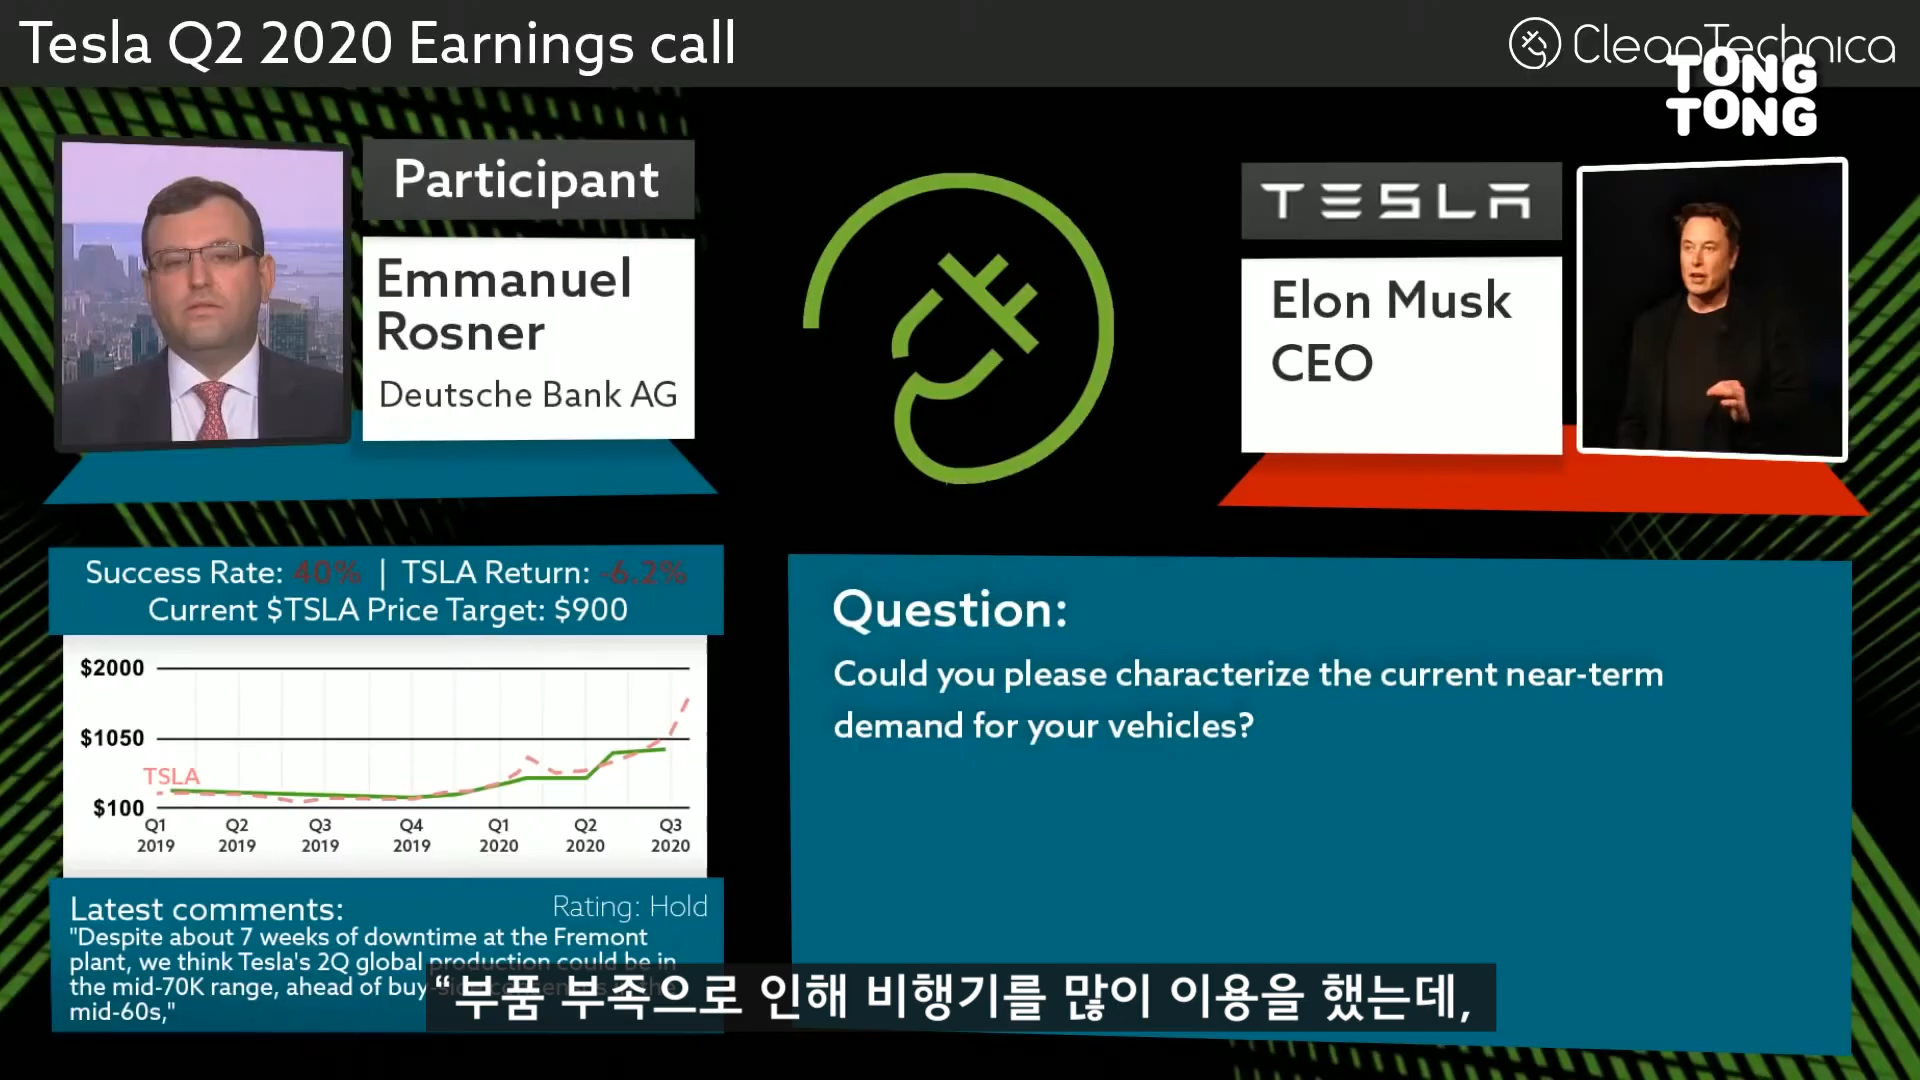 Tesla Q2 2020 Earnings call
CleanTechnica
TONG
TONG
Participant
Emmanuel
Rosner
Deutsche Bank AG
TESLA
Elon Musk
CEO
Success Rate: 40% | TSLA Return: -6.2%
Current $TSLA Price Target: $900
$2000
$1050
TSLA
$100
Q1 Q2 Q3 Q4 Q1 Q2 Q3
2019 2019 2019 2019 2020 2020 2020
Question:
Could you please characterize the current near-term
demand for your vehicles?
Latest comments: Rating: Hold
"Despite about 7 weeks of downtime at the Fremont
plant, we think Tesla's 2Q global production could be in
the mid-70K range, ahead of buy
mid-60s,"
“부품 부족으로 인해 비행기를 많이 이용을 했는데,